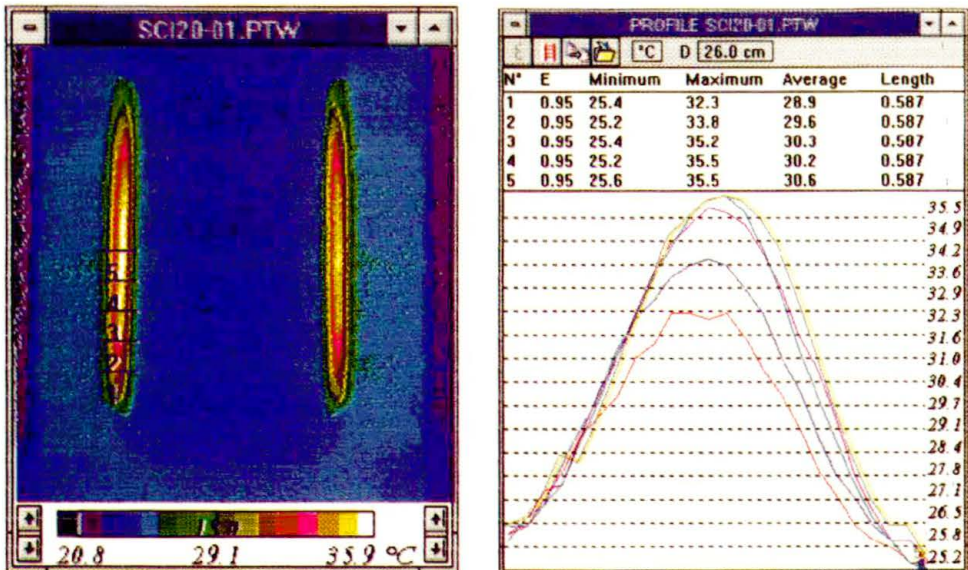 SCI20-01.PTW
5
4
3
2
1
20.8 29.1 35.9 °C
PROFILE SCI20-01.PTW
°C D 26.0 cm
N° E Minimum Maximum Average Length
1 0.95 25.4 32.3 28.9 0.587
2 0.95 25.2 33.8 29.6 0.587
3 0.95 25.4 35.2 30.3 0.587
4 0.95 25.2 35.5 30.2 0.587
5 0.95 25.6 35.5 30.6 0.587
35.5
34.9
34.2
33.6
32.9
32.3
31.6
31.0
30.4
29.7
29.1
28.4
27.8
27.1
26.5
25.8
25.2